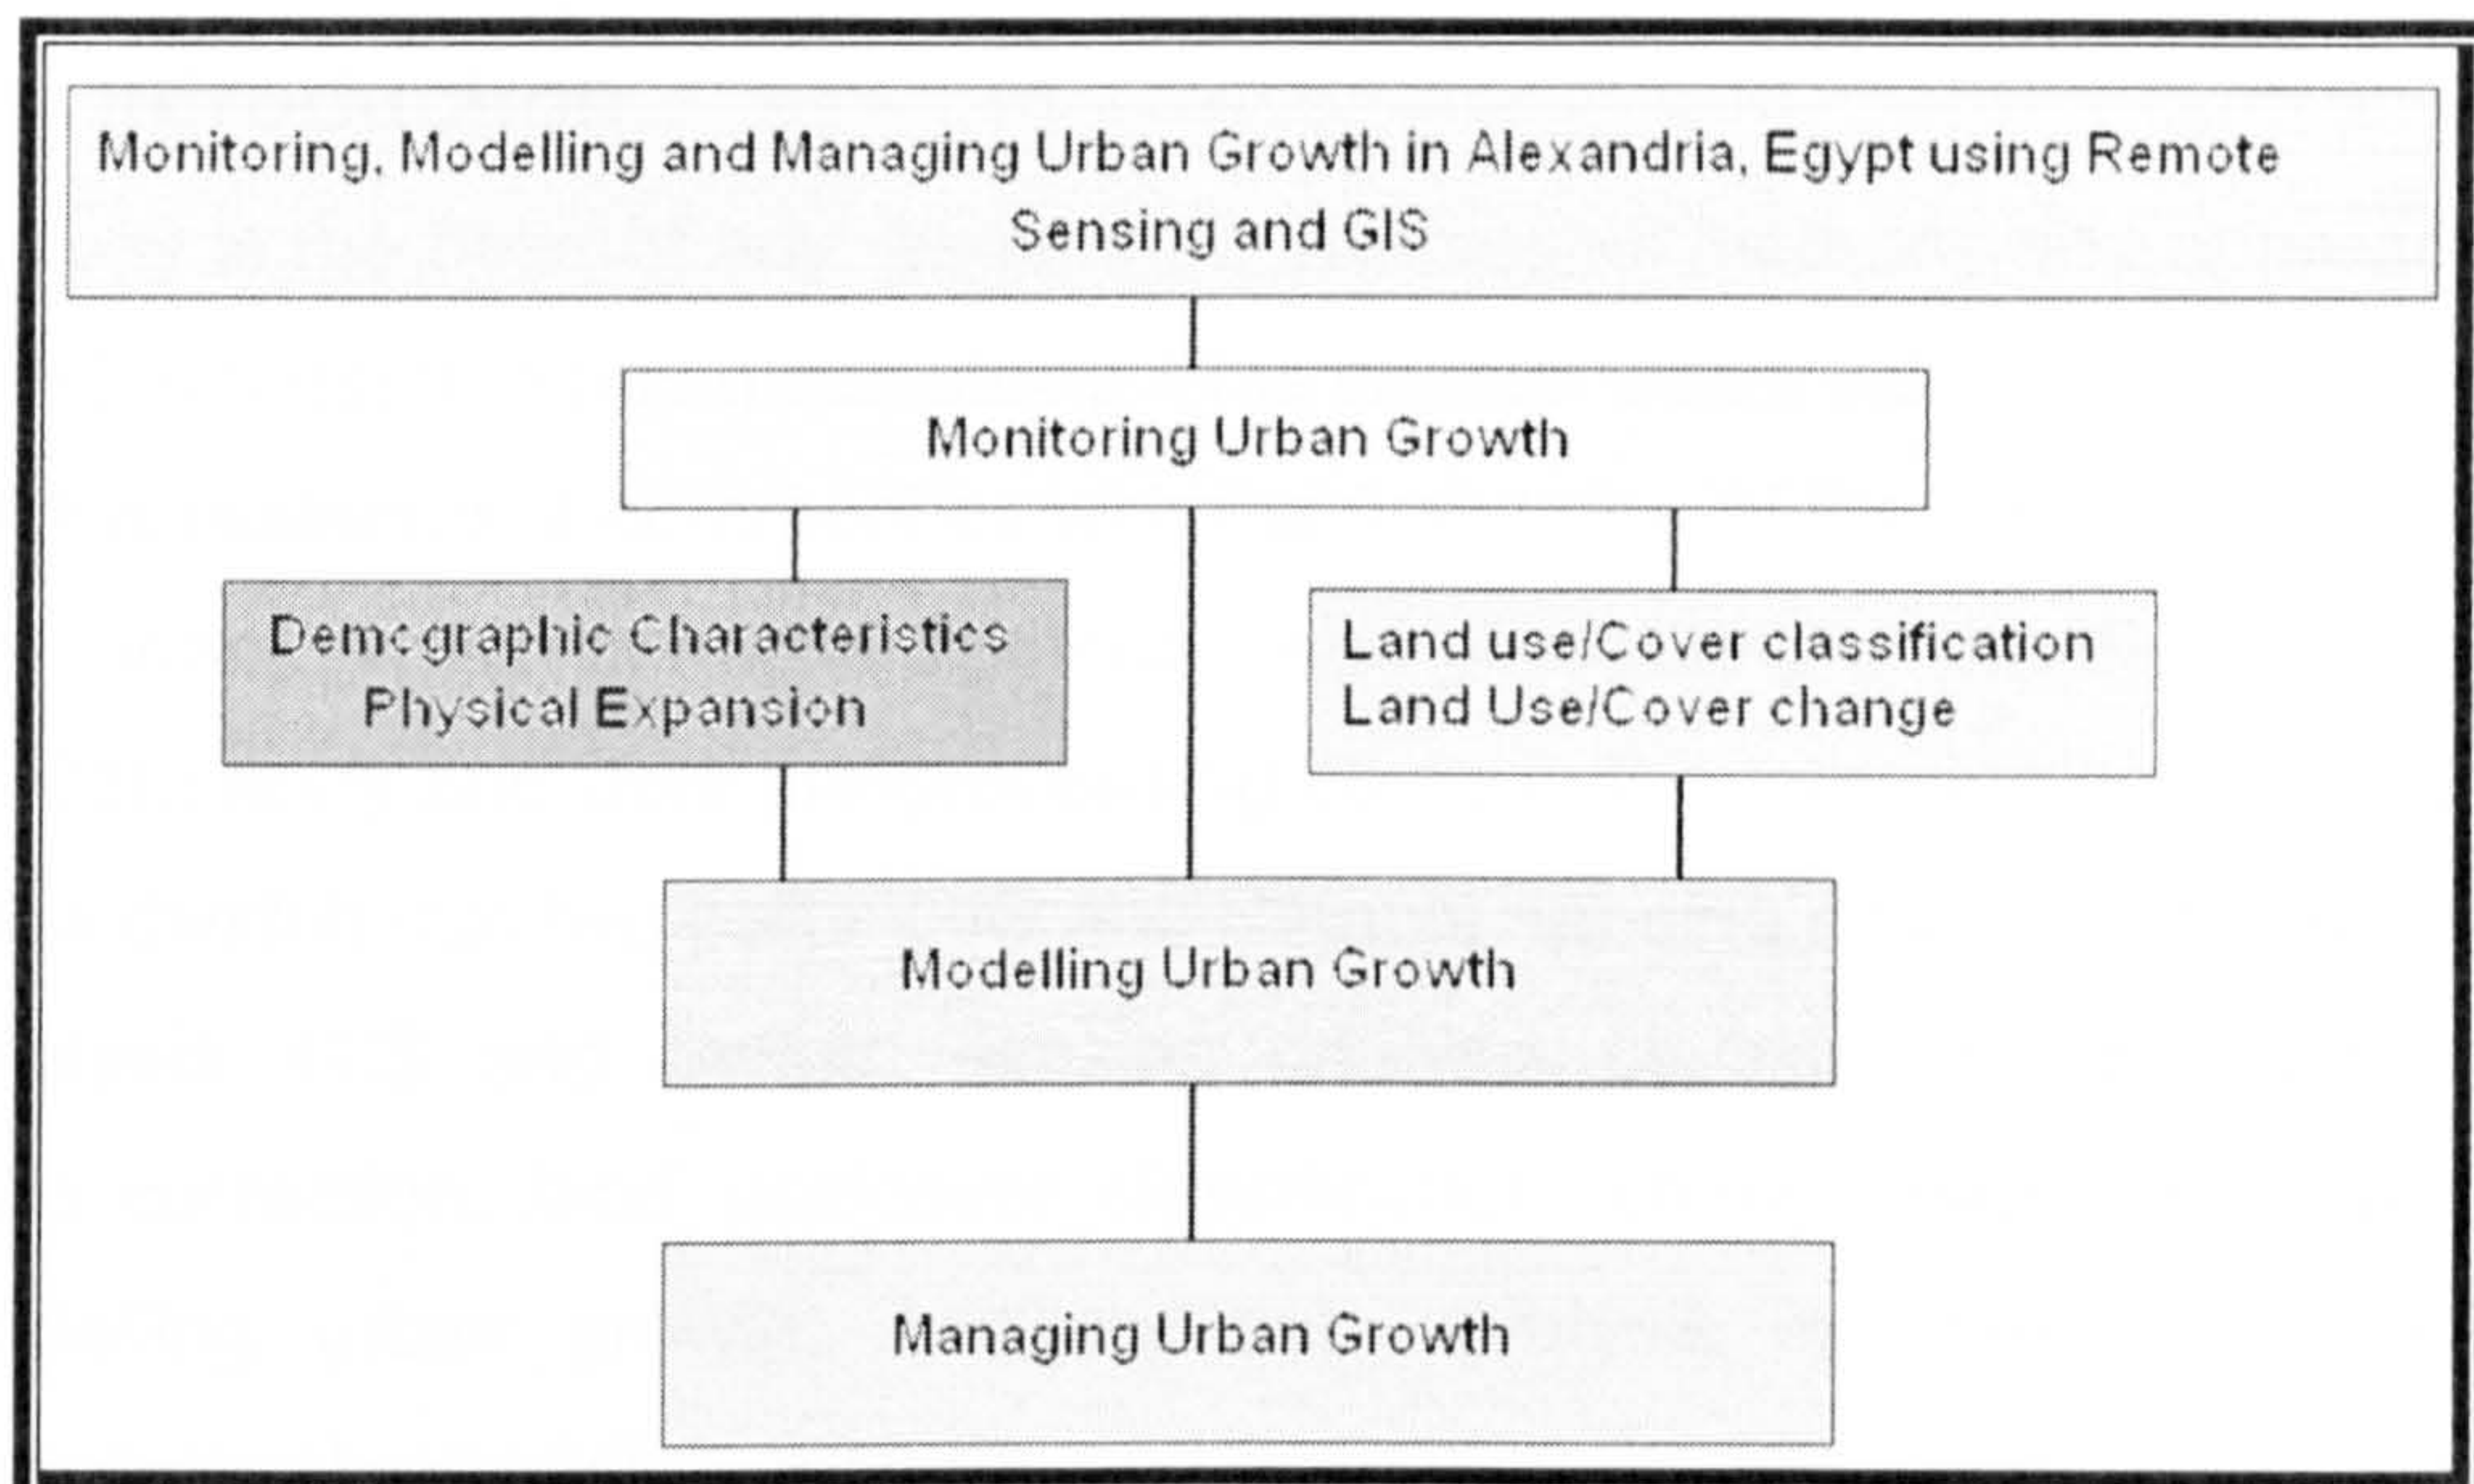 Monitoring, Modelling and Managing Urban Growth in Alexandria, Egypt using Remote
Sensing and GIS
Monitoring Urban Growth
Demographic Characteristics
Physical Expansion
Land use/Cover classification
Land Use/Cover change
Modelling Urban Growth
Managing Urban Growth